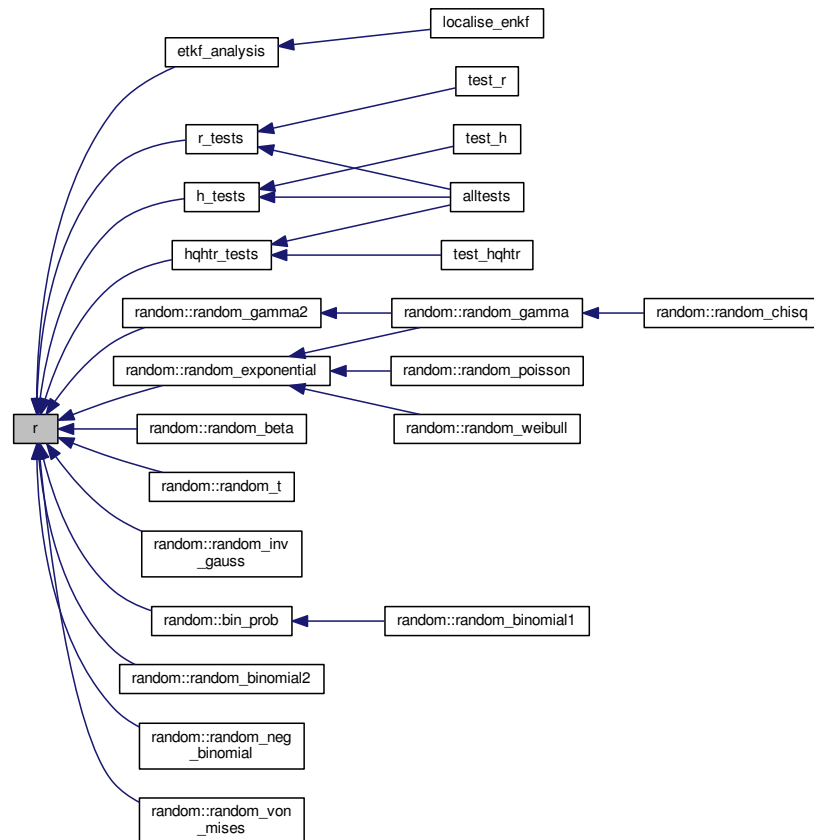 localise_enkf
etkf_analysis
test_r
r_tests
test_h
h_tests
alltests
hqhtr_tests
test_hqhtr
random::random_gamma2
random::random_gamma
random::random_chisq
random::random_exponential
random::random_poisson
r
random::random_beta
random::random_weibull
random::random_t
random::random_inv
_gauss
random::bin_prob
random::random_binomial1
random::random_binomial2
random::random_neg
_binomial
random::random_von
_mises